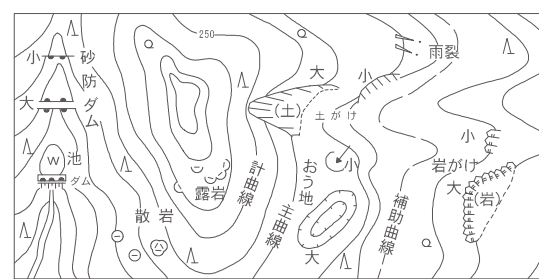 250
小 砂防ダム
大
W 池
ダム
露岩
散岩
計曲線
主曲線
大
(土)
土がけ
小
雨裂
おう地
小
大
補助曲線
小
岩がけ
大
(岩)